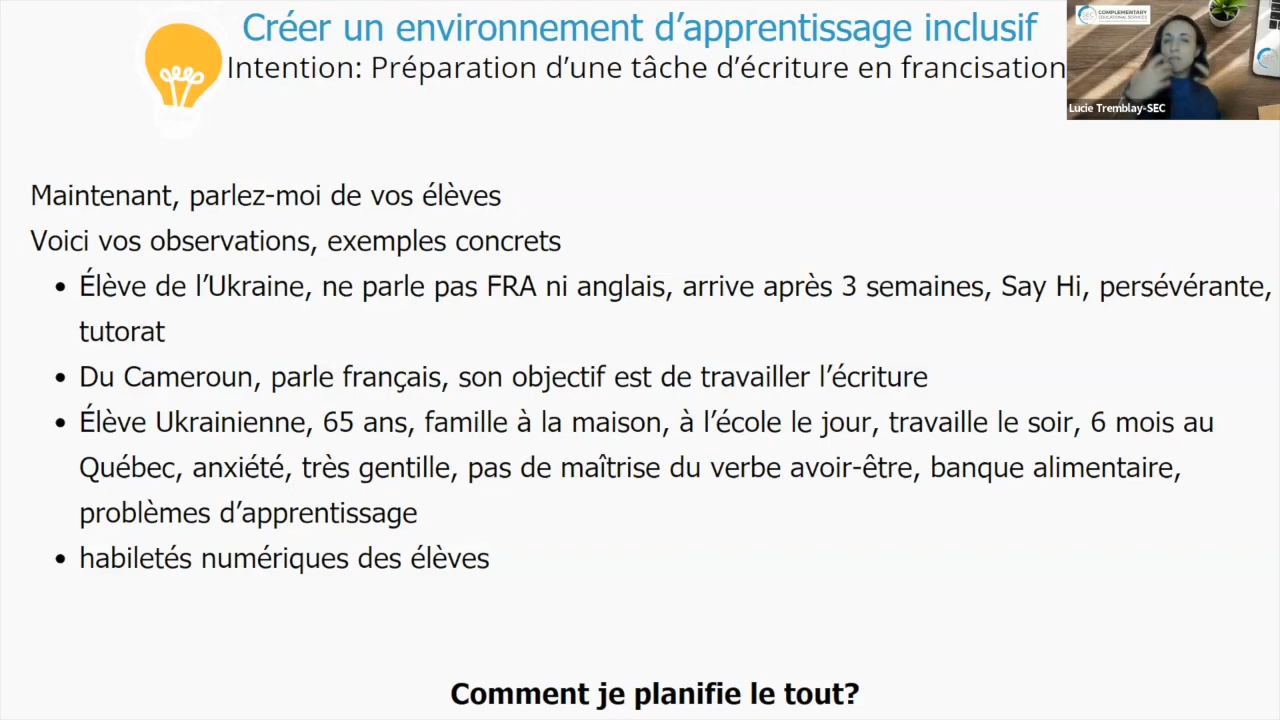 Créer un environnement d’apprentissage inclusif
Intention: Préparation d’une tâche d’écriture en francisation
SEC COMPLEMENTARY
EDUCATIONAL SERVICES
Lucie Tremblay-SEC
Maintenant, parlez-moi de vos élèves
Voici vos observations, exemples concrets
• Élève de l’Ukraine, ne parle pas FRA ni anglais, arrive après 3 semaines, Say Hi, persévérante,
tutorat
• Du Cameroun, parle français, son objectif est de travailler l’écriture
• Élève Ukrainienne, 65 ans, famille à la maison, à l’école le jour, travaille le soir, 6 mois au
Québec, anxiété, très gentille, pas de maîtrise du verbe avoir-être, banque alimentaire,
problèmes d’apprentissage
• habiletés numériques des élèves
Comment je planifie le tout?